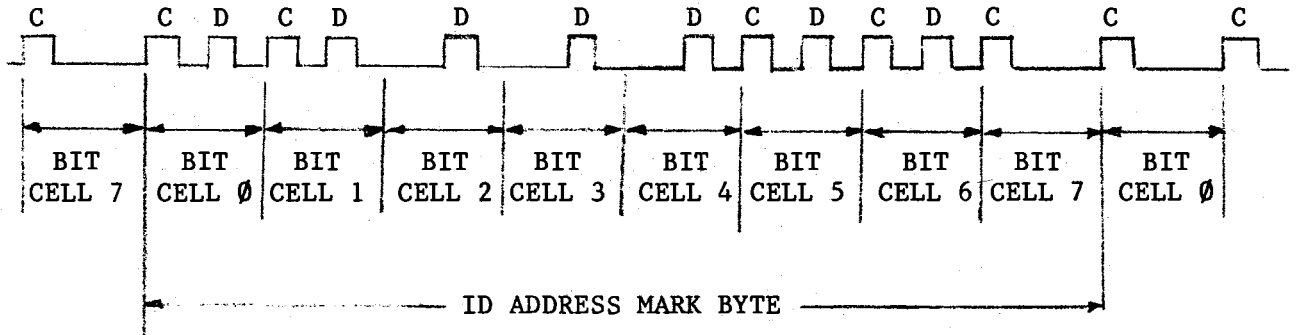 C C D C D D D D C D C D C C C
BIT BIT BIT BIT BIT BIT BIT BIT BIT BIT
CELL 7 CELL Ø CELL 1 CELL 2 CELL 3 CELL 4 CELL 5 CELL 6 CELL 7 CELL Ø
ID ADDRESS MARK BYTE